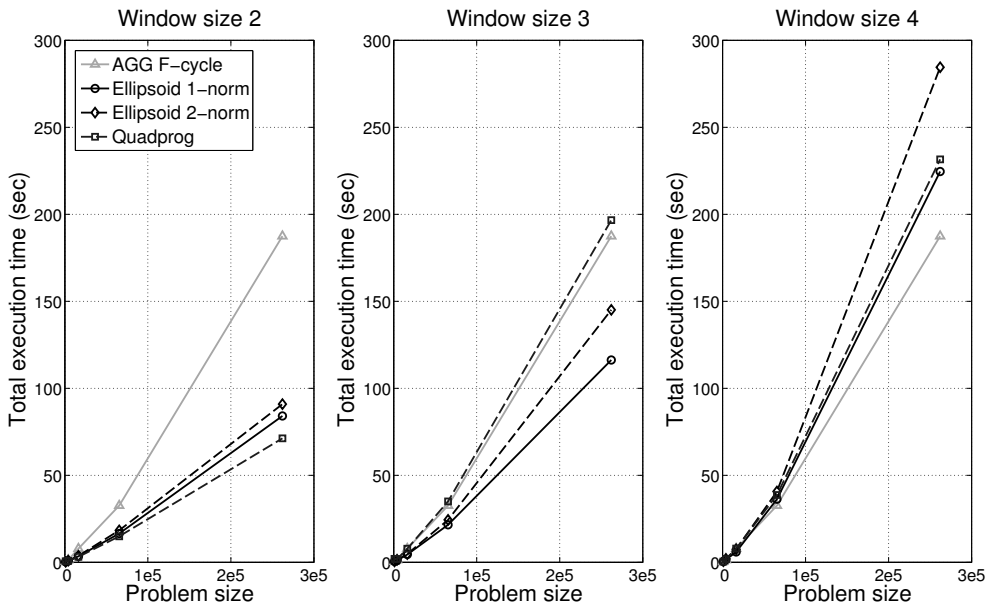 Window size 2
Total execution time (sec)
300
250
200
150
100
50
0
AGG F−cycle
Ellipsoid 1−norm
Ellipsoid 2−norm
Quadprog
0 1e5 2e5 3e5
Problem size
Window size 3
Total execution time (sec)
300
250
200
150
100
50
0
0 1e5 2e5 3e5
Problem size
Window size 4
Total execution time (sec)
300
250
200
150
100
50
0
0 1e5 2e5 3e5
Problem size